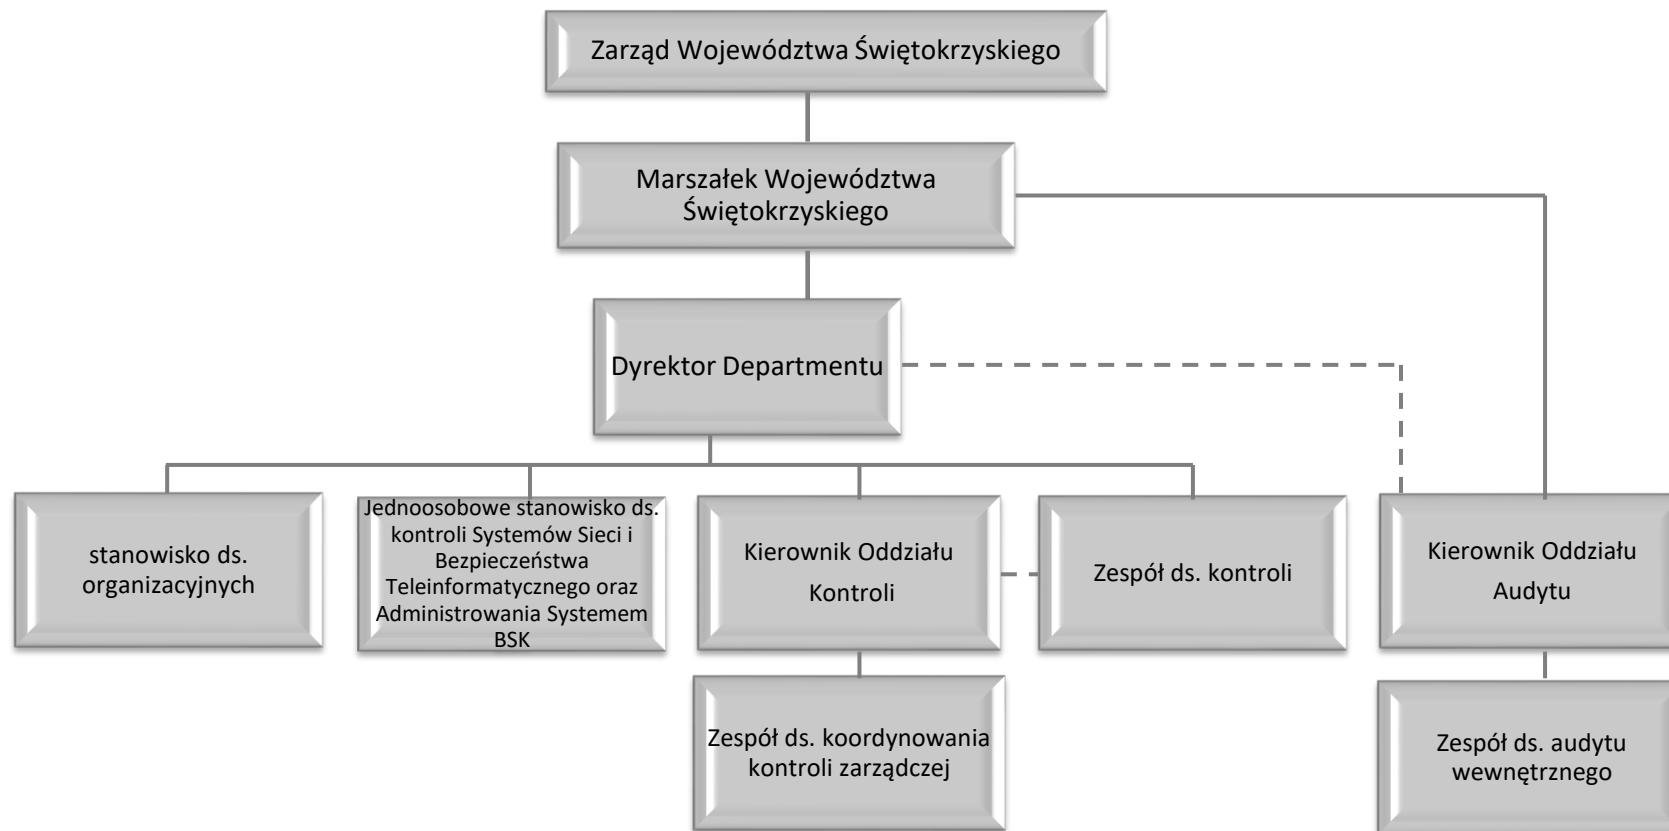 Zarząd Województwa Świętokrzyskiego
Marszałek Województwa
Świętokrzyskiego
Dyrektor Departmentu
stanowisko ds.
organizacyjnych
Jednoosobowe stanowisko ds.
kontroli Systemów Sieci i
Bezpieczeństwa
Teleinformatycznego oraz
Administrowania Systemem
BSK
Kierownik Oddziału
Kontroli
Zespół ds. kontroli
Kierownik Oddziału
Audytu
Zespół ds. koordynowania
kontroli zarządczej
Zespół ds. audytu
wewnętrznego